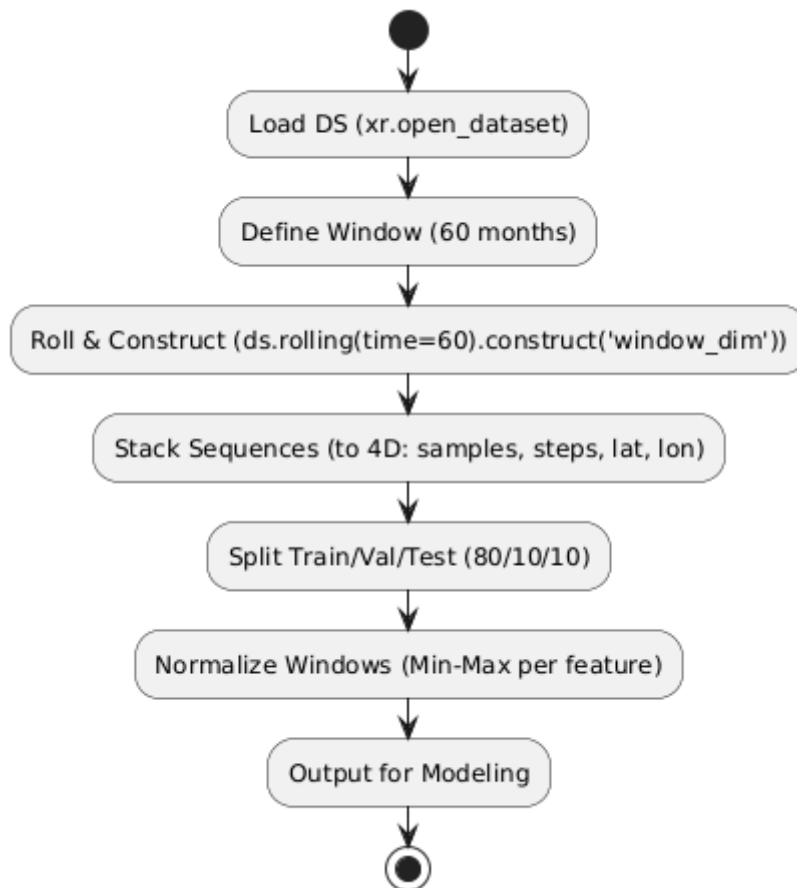 Load DS (xr.open_dataset)
Define Window (60 months)
Roll & Construct (ds.rolling(time=60).construct('window_dim'))
Stack Sequences (to 4D: samples, steps, lat, lon)
Split Train/Val/Test (80/10/10)
Normalize Windows (Min-Max per feature)
Output for Modeling